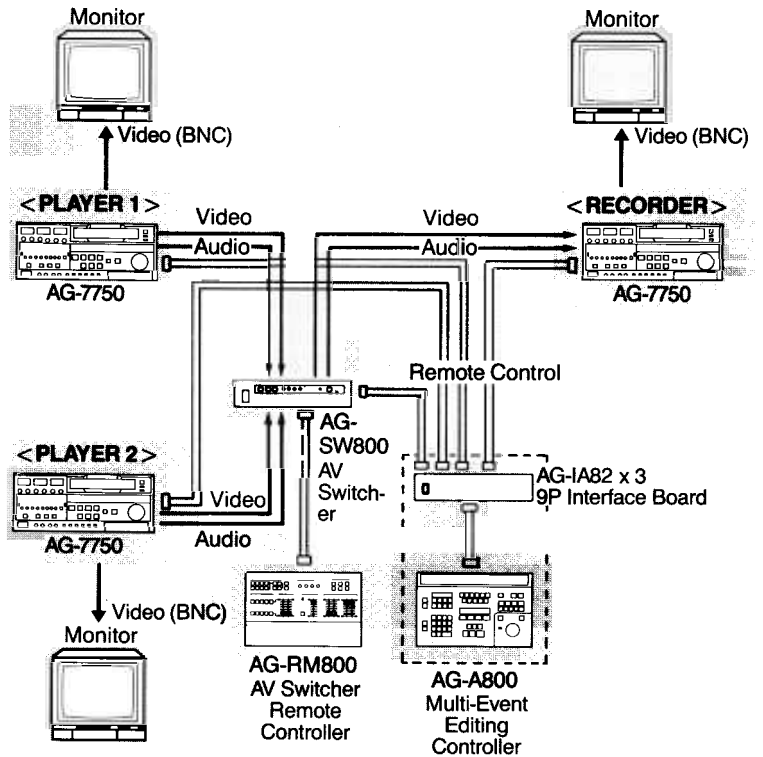 Monitor
Monitor
Video (BNC)
Video (BNC)
<PLAYER 1>
Video
Audio
AG-7750
Video
Audio
<RECORDER>
AG-7750
Remote Control
AG-
SW800
AV
Switch-
er
<PLAYER 2>
Video
Audio
AG-7750
AG-IA82 x 3
9P Interface Board
Video (BNC)
Monitor
AG-RM800
AV Switcher
Remote
Controller
AG-A800
Multi-Event
Editing
Controller